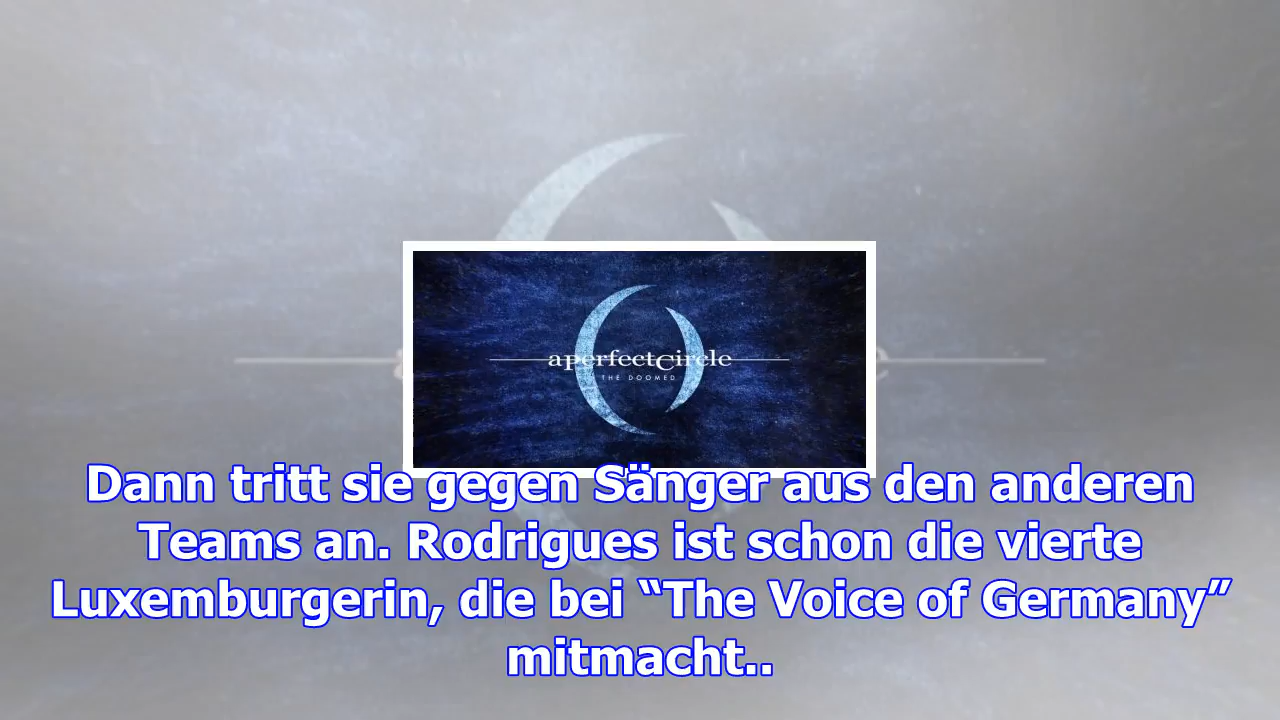 aperfectcircle
THE DOOMED
Dann tritt sie gegen Sänger aus den anderen
Teams an. Rodrigues ist schon die vierte
Luxemburgerin, die bei “The Voice of Germany”
mitmacht..